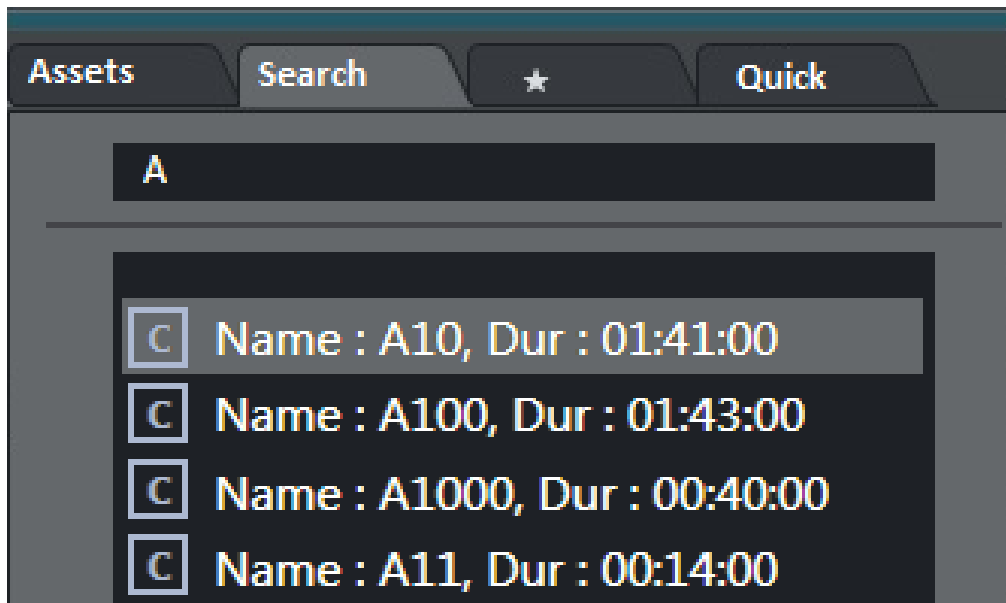 Assets Search ★ Quick
A
C Name : A10, Dur : 01:41:00
C Name : A100, Dur : 01:43:00
C Name : A1000, Dur : 00:40:00
C Name : A11, Dur : 00:14:00